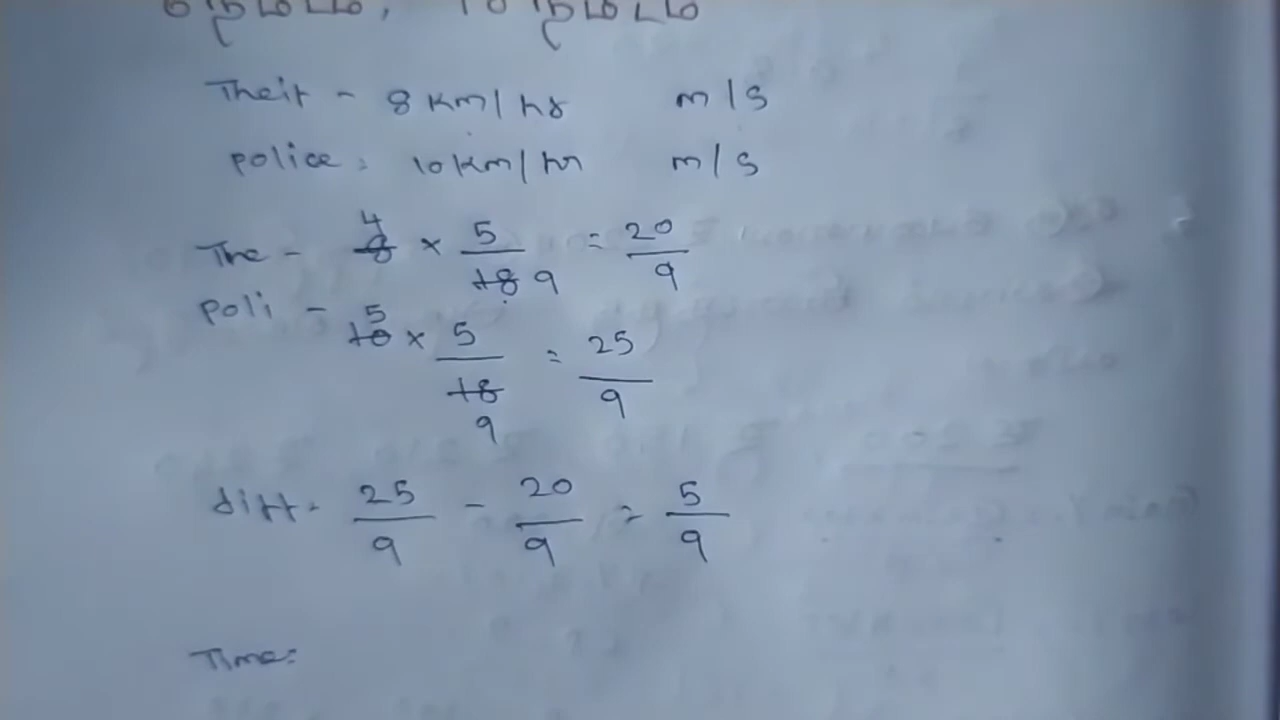 Theif - 8 km/hr m/s
police : 10 km/hr m/s
The - 8 4 × 5/18 9 = 20/9
poli - 10 5 × 5/18 9 = 25/9
diff = 25/9 - 20/9 = 5/9
Time: